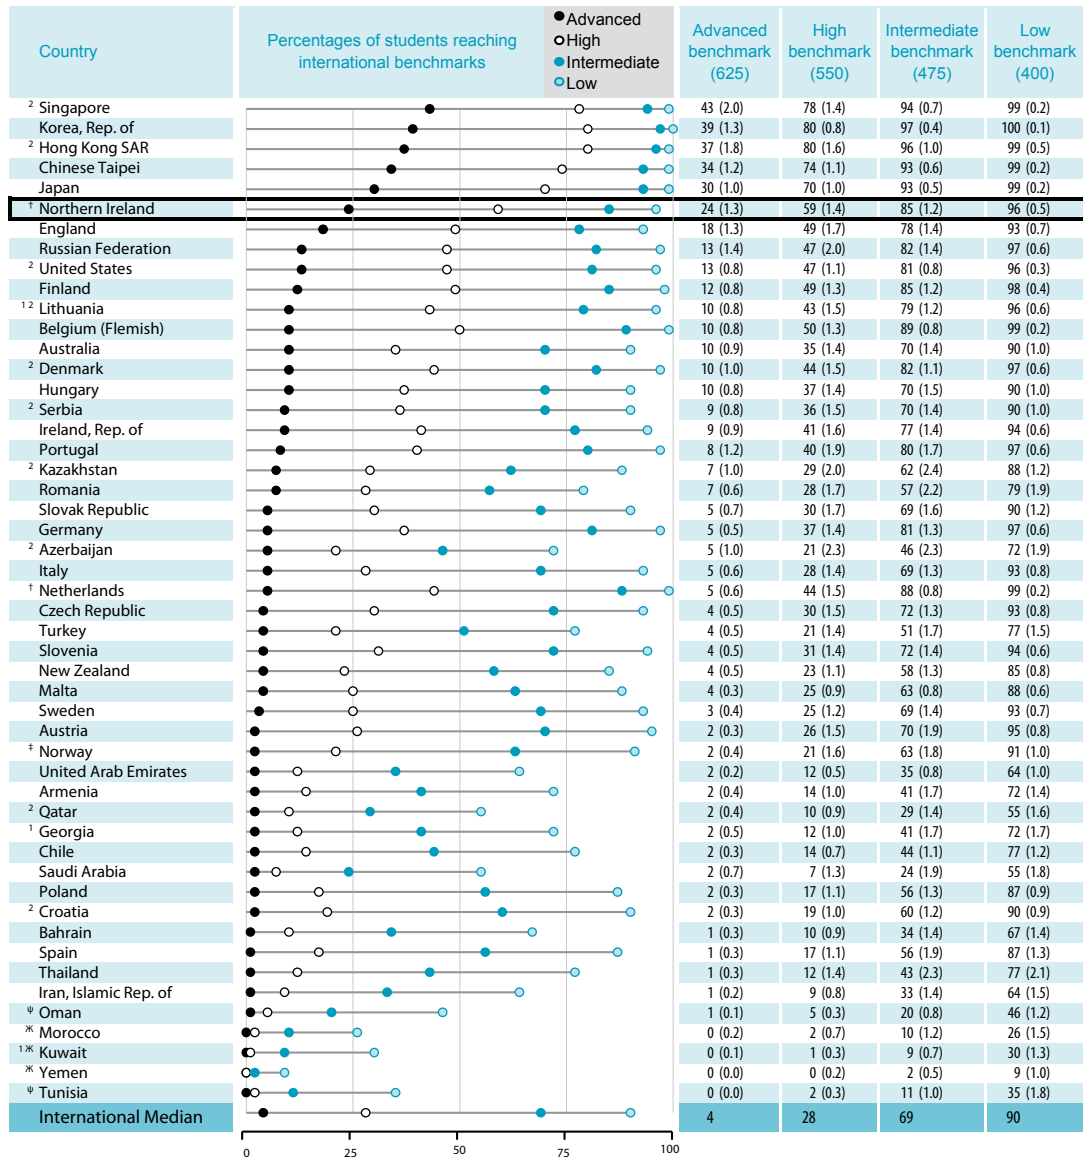 Country
Percentages of students reaching
international benchmarks
Advanced
High
Intermediate
Low
Advanced benchmark (625)
High benchmark (550)
Intermediate benchmark (475)
Low benchmark (400)
2 Singapore 43 (2.0) 78 (1.4) 94 (0.7) 99 (0.2)
Korea, Rep. of 39 (1.3) 80 (0.8) 97 (0.4) 100 (0.1)
2 Hong Kong SAR 37 (1.8) 80 (1.6) 96 (1.0) 99 (0.5)
Chinese Taipei 34 (1.2) 74 (1.1) 93 (0.6) 99 (0.2)
Japan 30 (1.0) 70 (1.0) 93 (0.5) 99 (0.2)
† Northern Ireland 24 (1.3) 59 (1.4) 85 (1.2) 96 (0.5)
England 18 (1.3) 49 (1.7) 78 (1.4) 93 (0.7)
Russian Federation 13 (1.4) 47 (2.0) 82 (1.4) 97 (0.6)
2 United States 13 (0.8) 47 (1.1) 81 (0.8) 96 (0.3)
Finland 12 (0.8) 49 (1.3) 85 (1.2) 98 (0.4)
1 2 Lithuania 10 (0.8) 43 (1.5) 79 (1.2) 96 (0.6)
Belgium (Flemish) 10 (0.8) 50 (1.3) 89 (0.8) 99 (0.2)
Australia 10 (0.9) 35 (1.4) 70 (1.4) 90 (1.0)
2 Denmark 10 (1.0) 44 (1.5) 82 (1.1) 97 (0.6)
Hungary 10 (0.8) 37 (1.4) 70 (1.5) 90 (1.0)
2 Serbia 9 (0.8) 36 (1.5) 70 (1.4) 90 (1.0)
Ireland, Rep. of 9 (0.9) 41 (1.6) 77 (1.4) 94 (0.6)
Portugal 8 (1.2) 40 (1.9) 80 (1.7) 97 (0.6)
2 Kazakhstan 7 (1.0) 29 (2.0) 62 (2.4) 88 (1.2)
Romania 7 (0.6) 28 (1.7) 57 (2.2) 79 (1.9)
Slovak Republic 5 (0.7) 30 (1.7) 69 (1.6) 90 (1.2)
Germany 5 (0.5) 37 (1.4) 81 (1.3) 97 (0.6)
2 Azerbaijan 5 (1.0) 21 (2.3) 46 (2.3) 72 (1.9)
Italy 5 (0.6) 28 (1.4) 69 (1.3) 93 (0.8)
† Netherlands 5 (0.6) 44 (1.5) 88 (0.8) 99 (0.2)
Czech Republic 4 (0.5) 30 (1.5) 72 (1.3) 93 (0.8)
Turkey 4 (0.5) 21 (1.4) 51 (1.7) 77 (1.5)
Slovenia 4 (0.5) 31 (1.4) 72 (1.4) 94 (0.6)
New Zealand 4 (0.5) 23 (1.1) 58 (1.3) 85 (0.8)
Malta 4 (0.3) 25 (0.9) 63 (0.8) 88 (0.6)
Sweden 3 (0.4) 25 (1.2) 69 (1.4) 93 (0.7)
Austria 2 (0.3) 26 (1.5) 70 (1.9) 95 (0.8)
‡ Norway 2 (0.4) 21 (1.6) 63 (1.8) 91 (1.0)
United Arab Emirates 2 (0.2) 12 (0.5) 35 (0.8) 64 (1.0)
Armenia 2 (0.4) 14 (1.0) 41 (1.7) 72 (1.4)
2 Qatar 2 (0.4) 10 (0.9) 29 (1.4) 55 (1.6)
1 Georgia 2 (0.5) 12 (1.0) 41 (1.7) 72 (1.7)
Chile 2 (0.3) 14 (0.7) 44 (1.1) 77 (1.2)
Saudi Arabia 2 (0.7) 7 (1.3) 24 (1.9) 55 (1.8)
Poland 2 (0.3) 17 (1.1) 56 (1.3) 87 (0.9)
2 Croatia 2 (0.3) 19 (1.0) 60 (1.2) 90 (0.9)
Bahrain 1 (0.3) 10 (0.9) 34 (1.4) 67 (1.4)
Spain 1 (0.3) 17 (1.1) 56 (1.9) 87 (1.3)
Thailand 1 (0.3) 12 (1.4) 43 (2.3) 77 (2.1)
Iran, Islamic Rep. of 1 (0.2) 9 (0.8) 33 (1.4) 64 (1.5)
ψ Oman 1 (0.1) 5 (0.3) 20 (0.8) 46 (1.2)
Ж Morocco 0 (0.2) 2 (0.7) 10 (1.2) 26 (1.5)
1 Ж Kuwait 0 (0.1) 1 (0.3) 9 (0.7) 30 (1.3)
Ж Yemen 0 (0.0) 0 (0.2) 2 (0.5) 9 (1.0)
ψ Tunisia 0 (0.0) 2 (0.3) 11 (1.0) 35 (1.8)
International Median 4 28 69 90
0 25 50 75 100